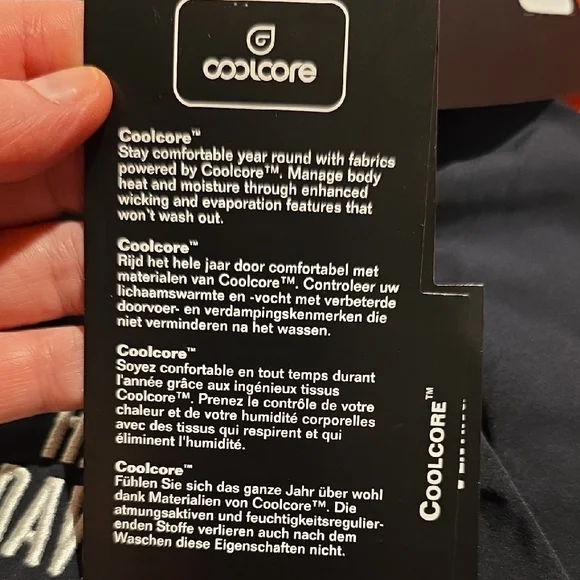 coolcore
Coolcore™
Stay comfortable year round with fabrics
powered by Coolcore™. Manage body
heat and moisture through enhanced
wicking and evaporation features that
won't wash out.
Coolcore™
Rijd het hele jaar door comfortabel met
materialen van Coolcore™. Controleer uw
lichaamswarmte en -vocht met verbeterde
doorvoer- en verdampingskenmerken die
niet verminderen na het wassen.
Coolcore™
Soyez confortable en tout temps durant
l'année grâce aux ingénieux tissus
Coolcore™. Prenez le contrôle de votre
chaleur et de votre humidité corporelles
avec des tissus qui respirent et qui
éliminent l'humidité.
Coolcore™
Fühlen Sie sich das ganze Jahr über wohl
dank Materialien von Coolcore™. Die
atmungsaktiven und feuchtigkeitsregulier-
enden Stoffe verlieren auch nach dem
Waschen diese Eigenschaften nicht.
COOLCORE™